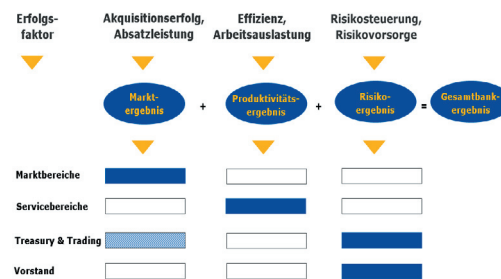 Erfolgs-
faktor
Akquisitionserfolg,
Absatzleistung
Effizienz,
Arbeitsauslastung
Risikosteuerung,
Risikovorsorge
Markt-
ergebnis
+
Produktivitäts-
ergebnis
+
Risiko-
ergebnis
=
Gesamtbank-
ergebnis
Marktbereiche
Servicebereiche
Treasury & Trading
Vorstand